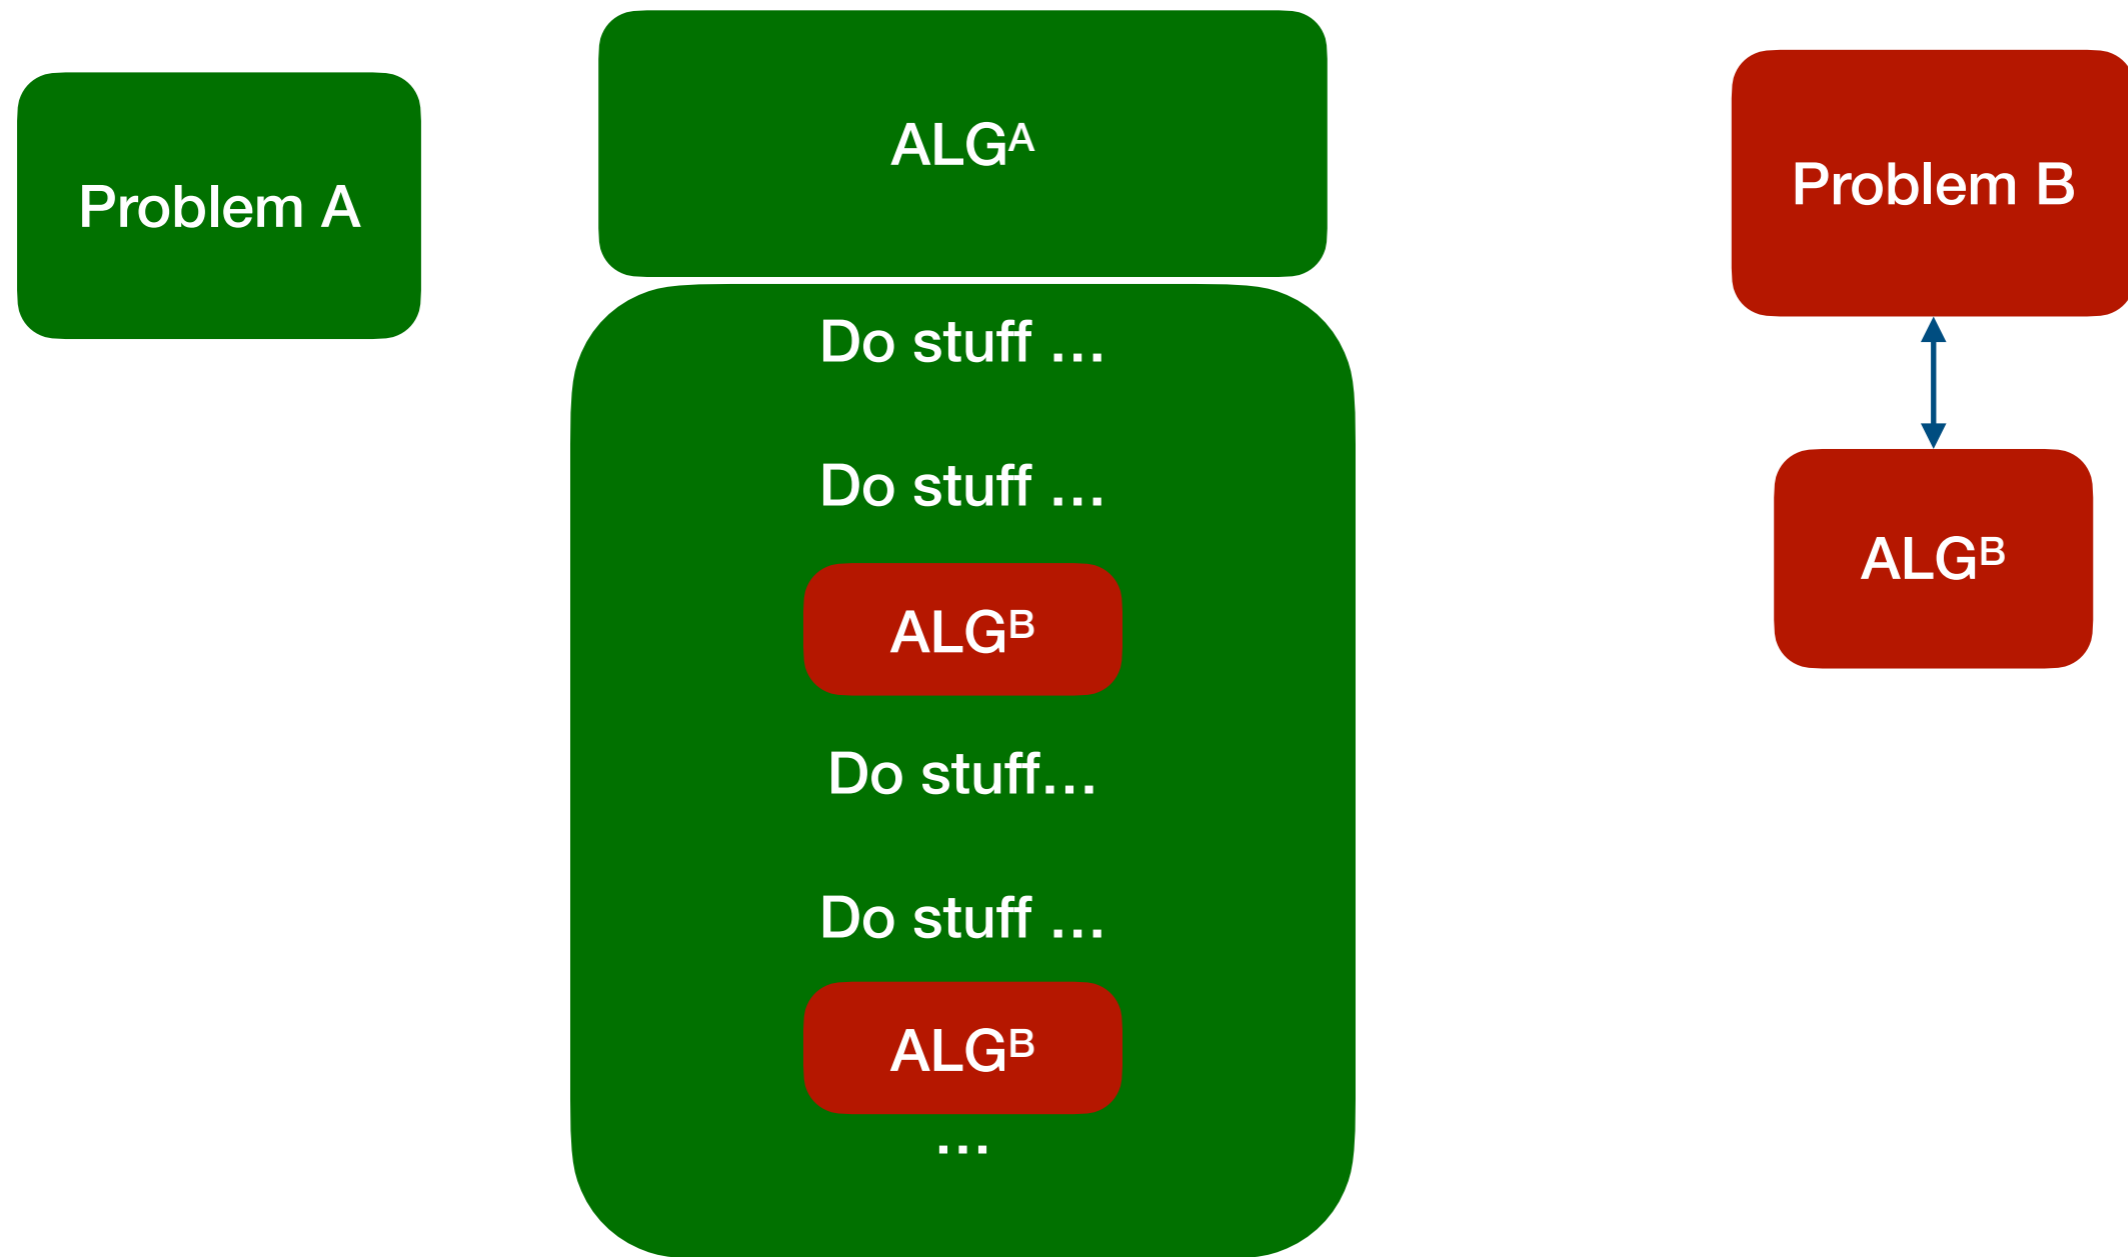 Problem A
ALGᴬ
Do stuff ...
Do stuff ...
ALGᴮ
Do stuff...
Do stuff ...
ALGᴮ
...
Problem B
ALGᴮ